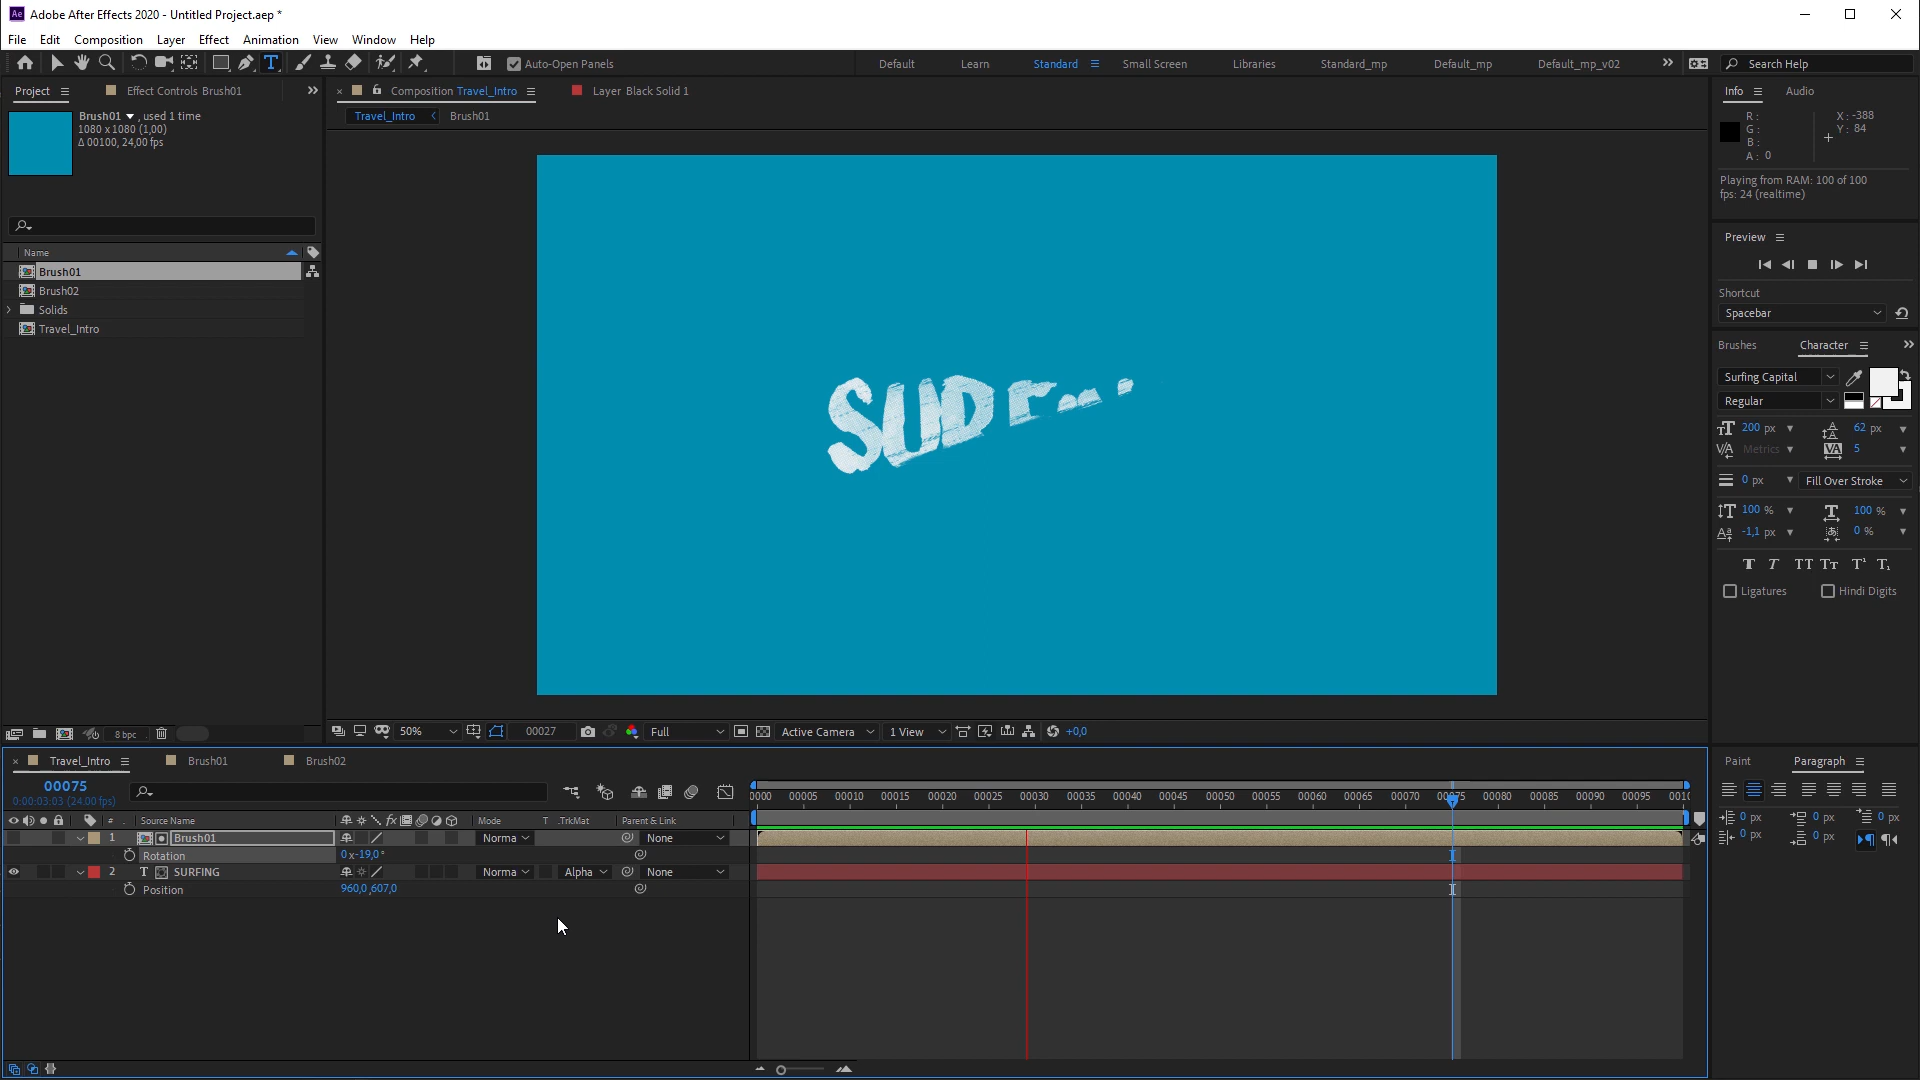 Ae Adobe After Effects 2020 - Untitled Project.aep *
File Edit Composition Layer Effect Animation View Window Help
Auto-Open Panels Default Learn Standard Small Screen Libraries Standard_mp Default_mp Default_mp_v02 Search Help
Project Effect Controls Brush01 Composition Travel_Intro Layer Black Solid 1 Info Audio
Brush01 , used 1 time
1080 x 1080 (1,00)
Δ 00100, 24,00 fps
Travel_Intro Brush01
R: X: -388
G: Y: 84
B:
A: 0
Playing from RAM: 100 of 100
fps: 24 (realtime)
Name
Brush01
Brush02
Solids
Travel_Intro
Preview
Shortcut
Spacebar
Brushes Character
Surfing Capital
Regular
200 px 62 px
Metrics 5
0 px Fill Over Stroke
100 % 100 %
-1,1 px 0 %
T T TT Tт T¹ T₁
Ligatures Hindi Digits
8 bpc 50% 00027 Full Active Camera 1 View +0,0
Travel_Intro Brush01 Brush02 Paint Paragraph
00075
0:00:03:03 (24.00 fps)
0000 00005 00010 00015 00020 00025 00030 00035 00040 00045 00050 00055 00060 00065 00070 00075 00080 00085 00090 00095 0010
# . Source Name Mode T .TrkMat Parent & Link
1 Brush01 Norma None
Rotation 0x-19,0°
2 T SURFING Norma Alpha None
Position 960,0,607,0
0 px 0 px 0 px
0 px 0 px